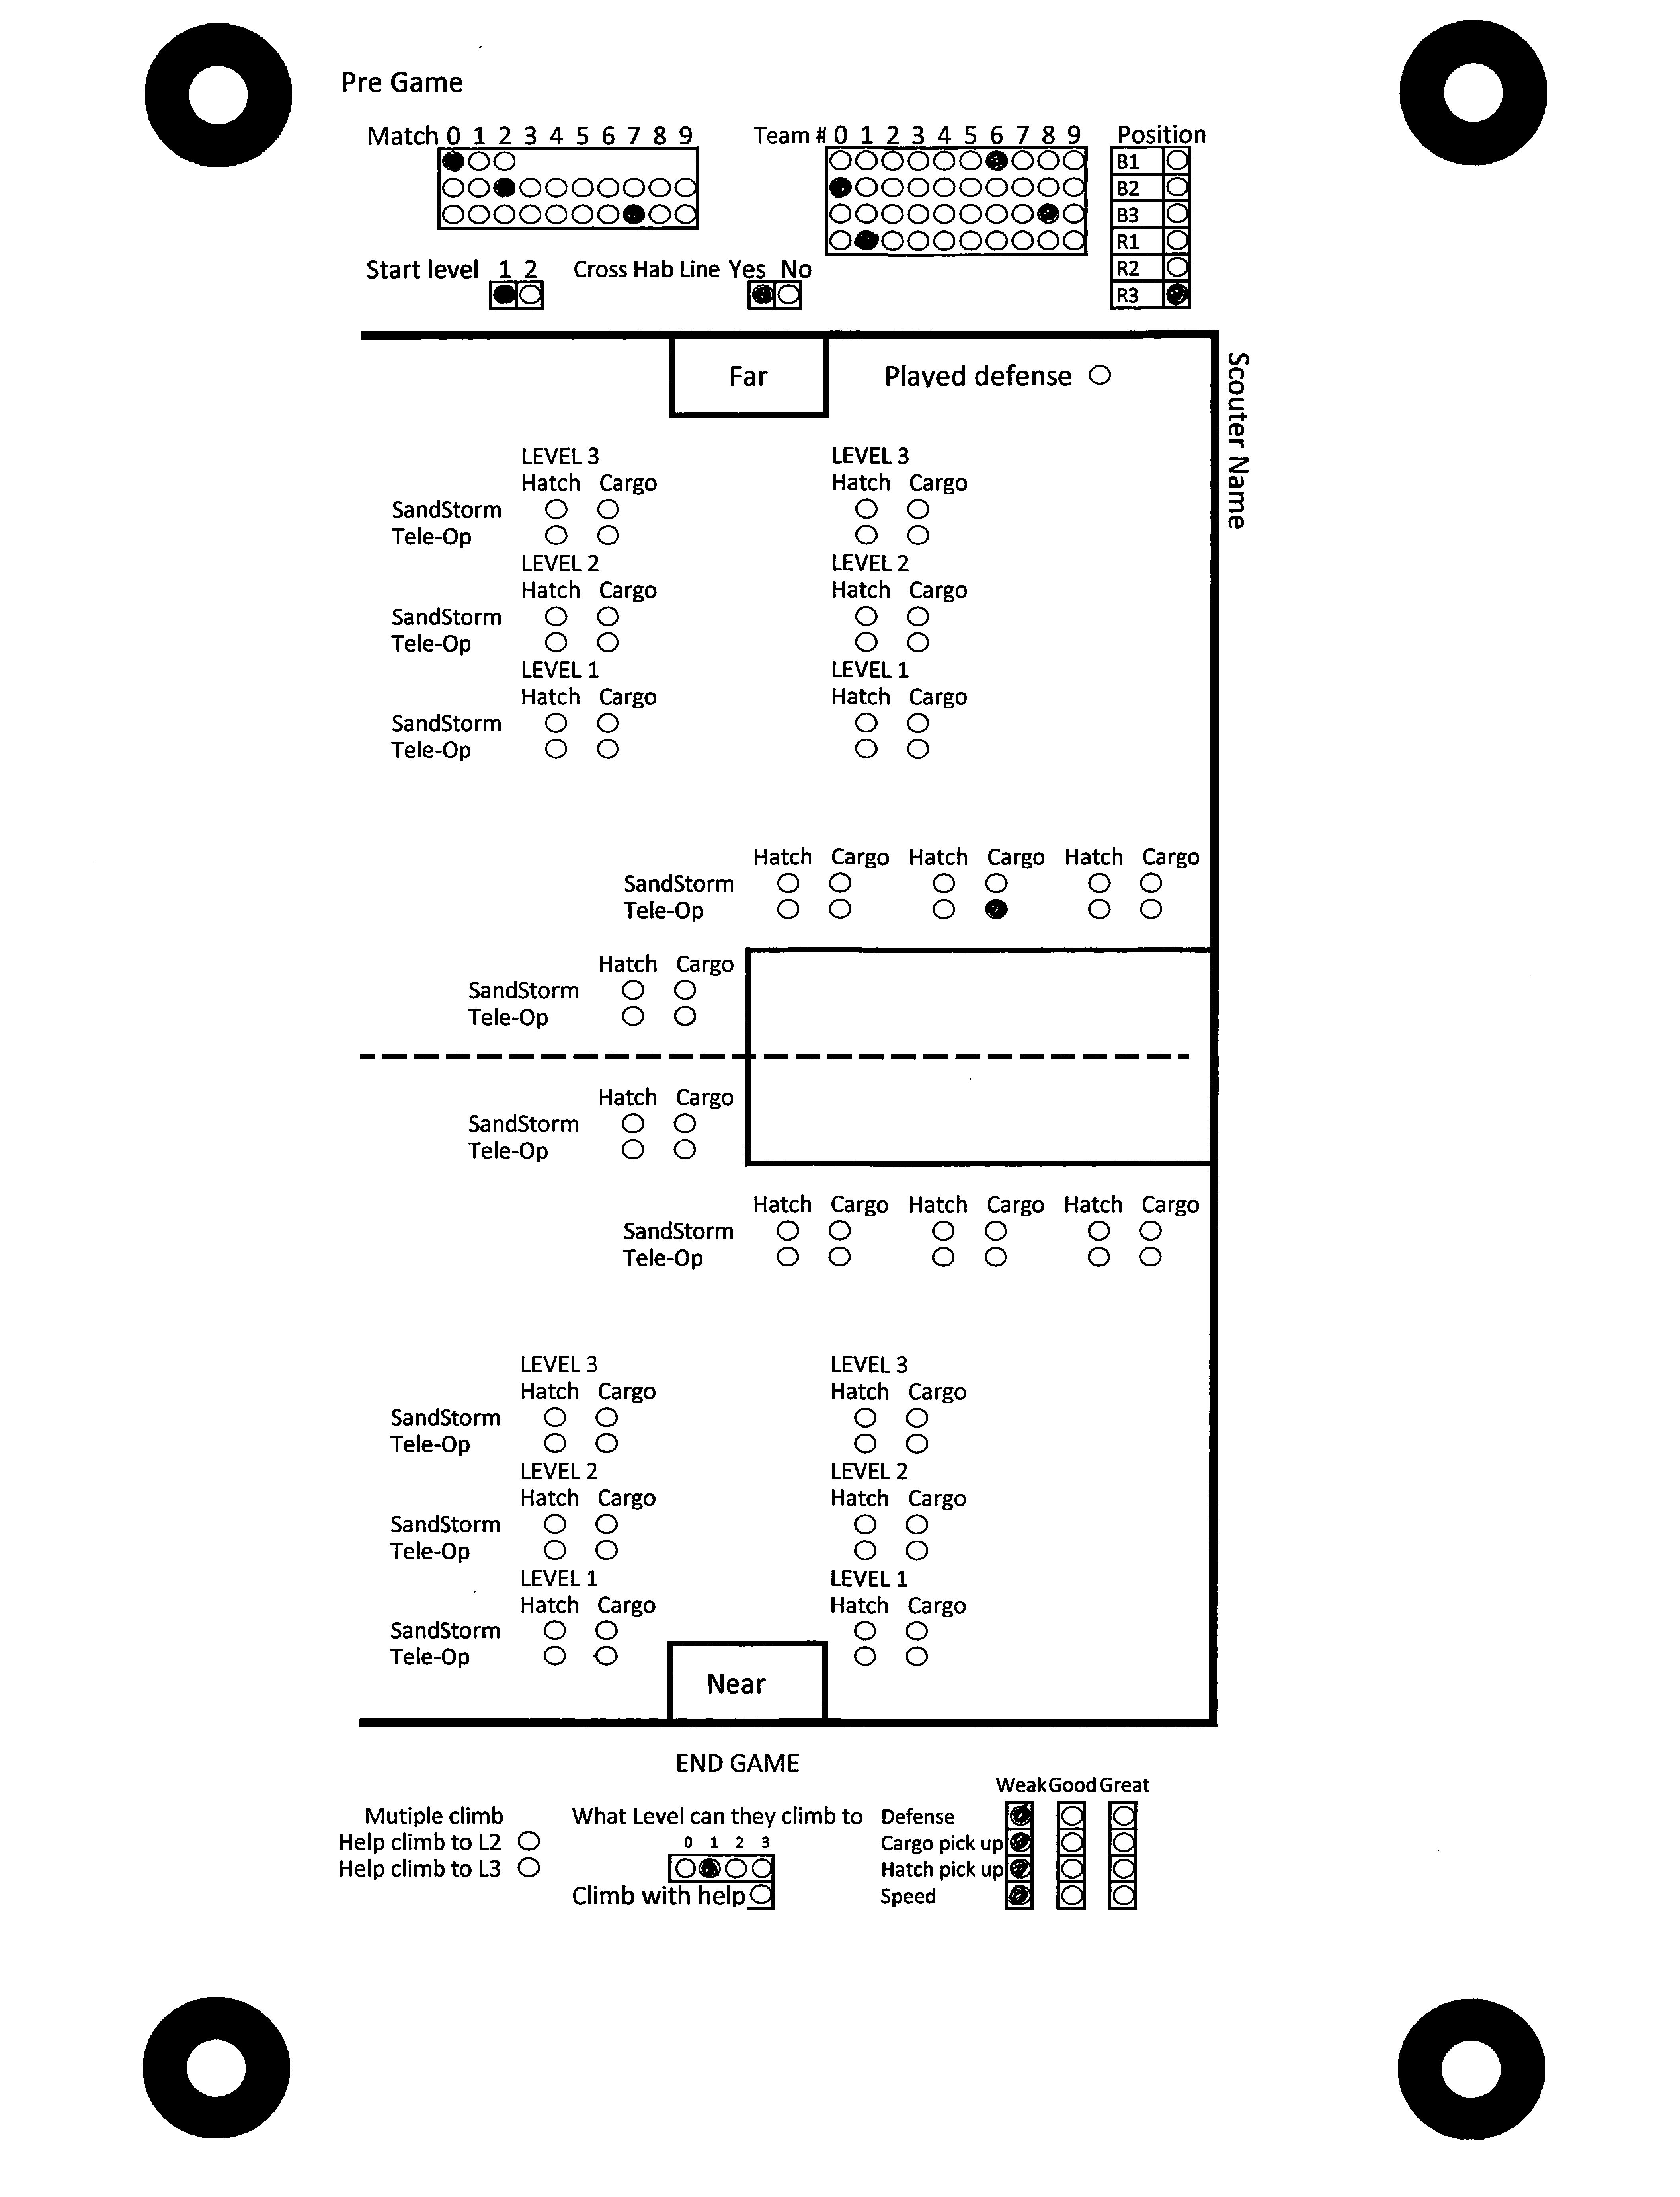 Pre Game
Match 0 1 2 3 4 5 6 7 8 9
Team # 0 1 2 3 4 5 6 7 8 9
Position
B1
B2
B3
R1
R2
R3
Start level 1 2
Cross Hab Line Yes No
Far
Played defense
Scouter Name
LEVEL 3 LEVEL 3
Hatch Cargo Hatch Cargo
SandStorm
Tele-Op
LEVEL 2 LEVEL 2
Hatch Cargo Hatch Cargo
SandStorm
Tele-Op
LEVEL 1 LEVEL 1
Hatch Cargo Hatch Cargo
SandStorm
Tele-Op
Hatch Cargo Hatch Cargo Hatch Cargo
SandStorm
Tele-Op
Hatch Cargo
SandStorm
Tele-Op
Hatch Cargo
SandStorm
Tele-Op
Hatch Cargo Hatch Cargo Hatch Cargo
SandStorm
Tele-Op
LEVEL 3 LEVEL 3
Hatch Cargo Hatch Cargo
SandStorm
Tele-Op
LEVEL 2 LEVEL 2
Hatch Cargo Hatch Cargo
SandStorm
Tele-Op
LEVEL 1 LEVEL 1
Hatch Cargo Hatch Cargo
SandStorm
Tele-Op
Near
END GAME
Mutiple climb
Help climb to L2
Help climb to L3
What Level can they climb to
0 1 2 3
Climb with help
Weak Good Great
Defense
Cargo pick up
Hatch pick up
Speed